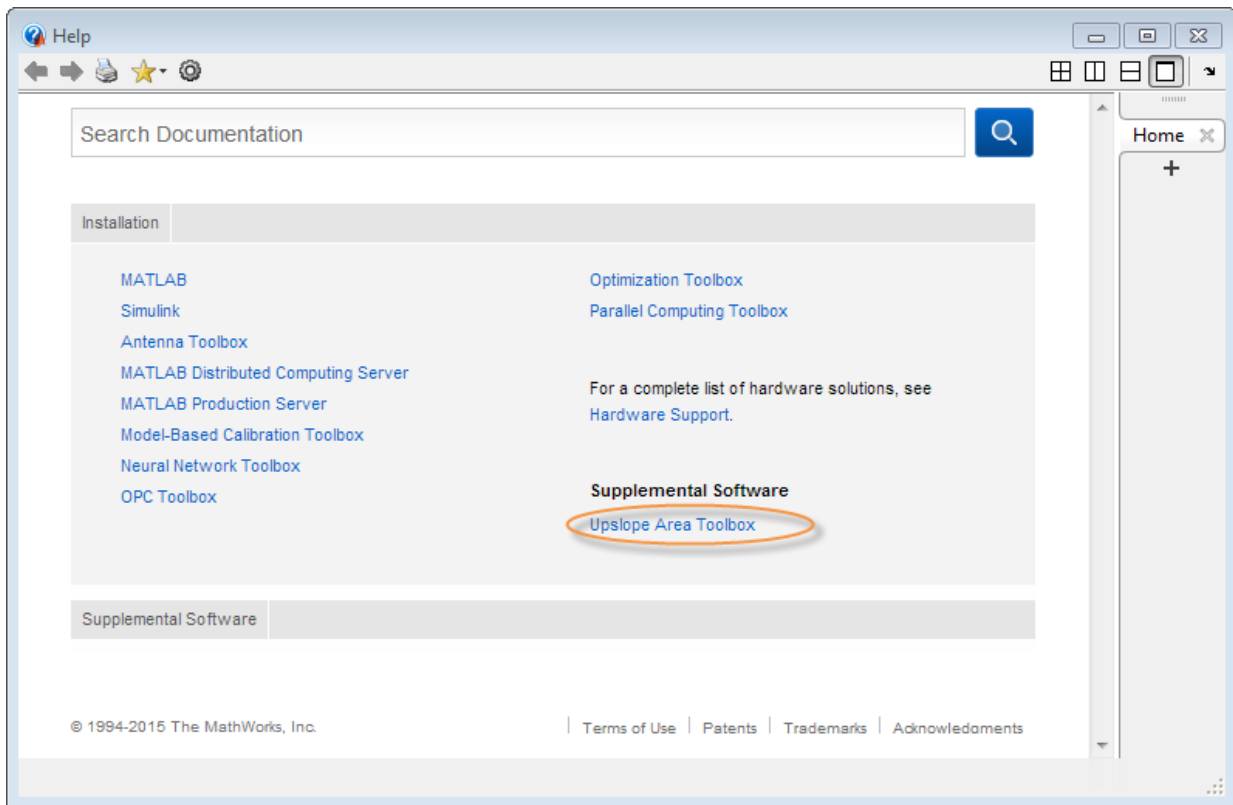 Help
Search Documentation
Home
Installation
MATLAB
Simulink
Antenna Toolbox
MATLAB Distributed Computing Server
MATLAB Production Server
Model-Based Calibration Toolbox
Neural Network Toolbox
OPC Toolbox
Optimization Toolbox
Parallel Computing Toolbox
For a complete list of hardware solutions, see
Hardware Support.
Supplemental Software
Upslope Area Toolbox
Supplemental Software
© 1994-2015 The MathWorks, Inc.
Terms of Use | Patents | Trademarks | Acknowledgments